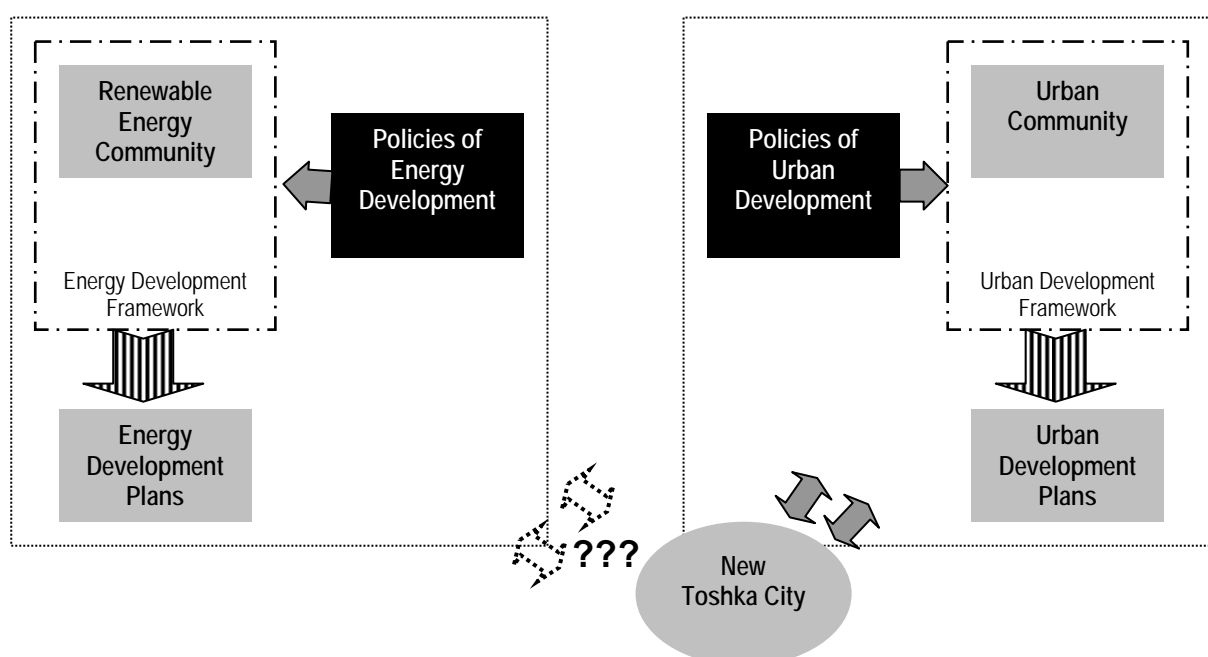 Renewable
Energy
Community
Policies of
Energy
Development
Energy Development
Framework
Energy
Development
Plans
Policies of
Urban
Development
Urban
Community
Urban Development
Framework
Urban
Development
Plans
???
New
Toshka City